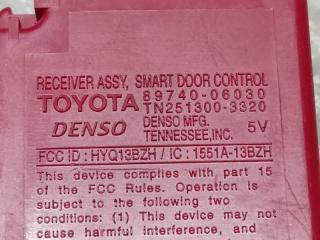 RECEIVER ASSY, SMART DOOR CONTROL
TOYOTA 89740-06030
TN251300-3320
DENSO DENSO MFG. TENNESSEE, INC. 5V
FCC ID : HYQ13BZH / IC : 1551A-13BZH
This device complies with part 15
of the FCC Rules. Operation is
subject to the following two
conditions: (1) This device may not
cause harmful interference, and